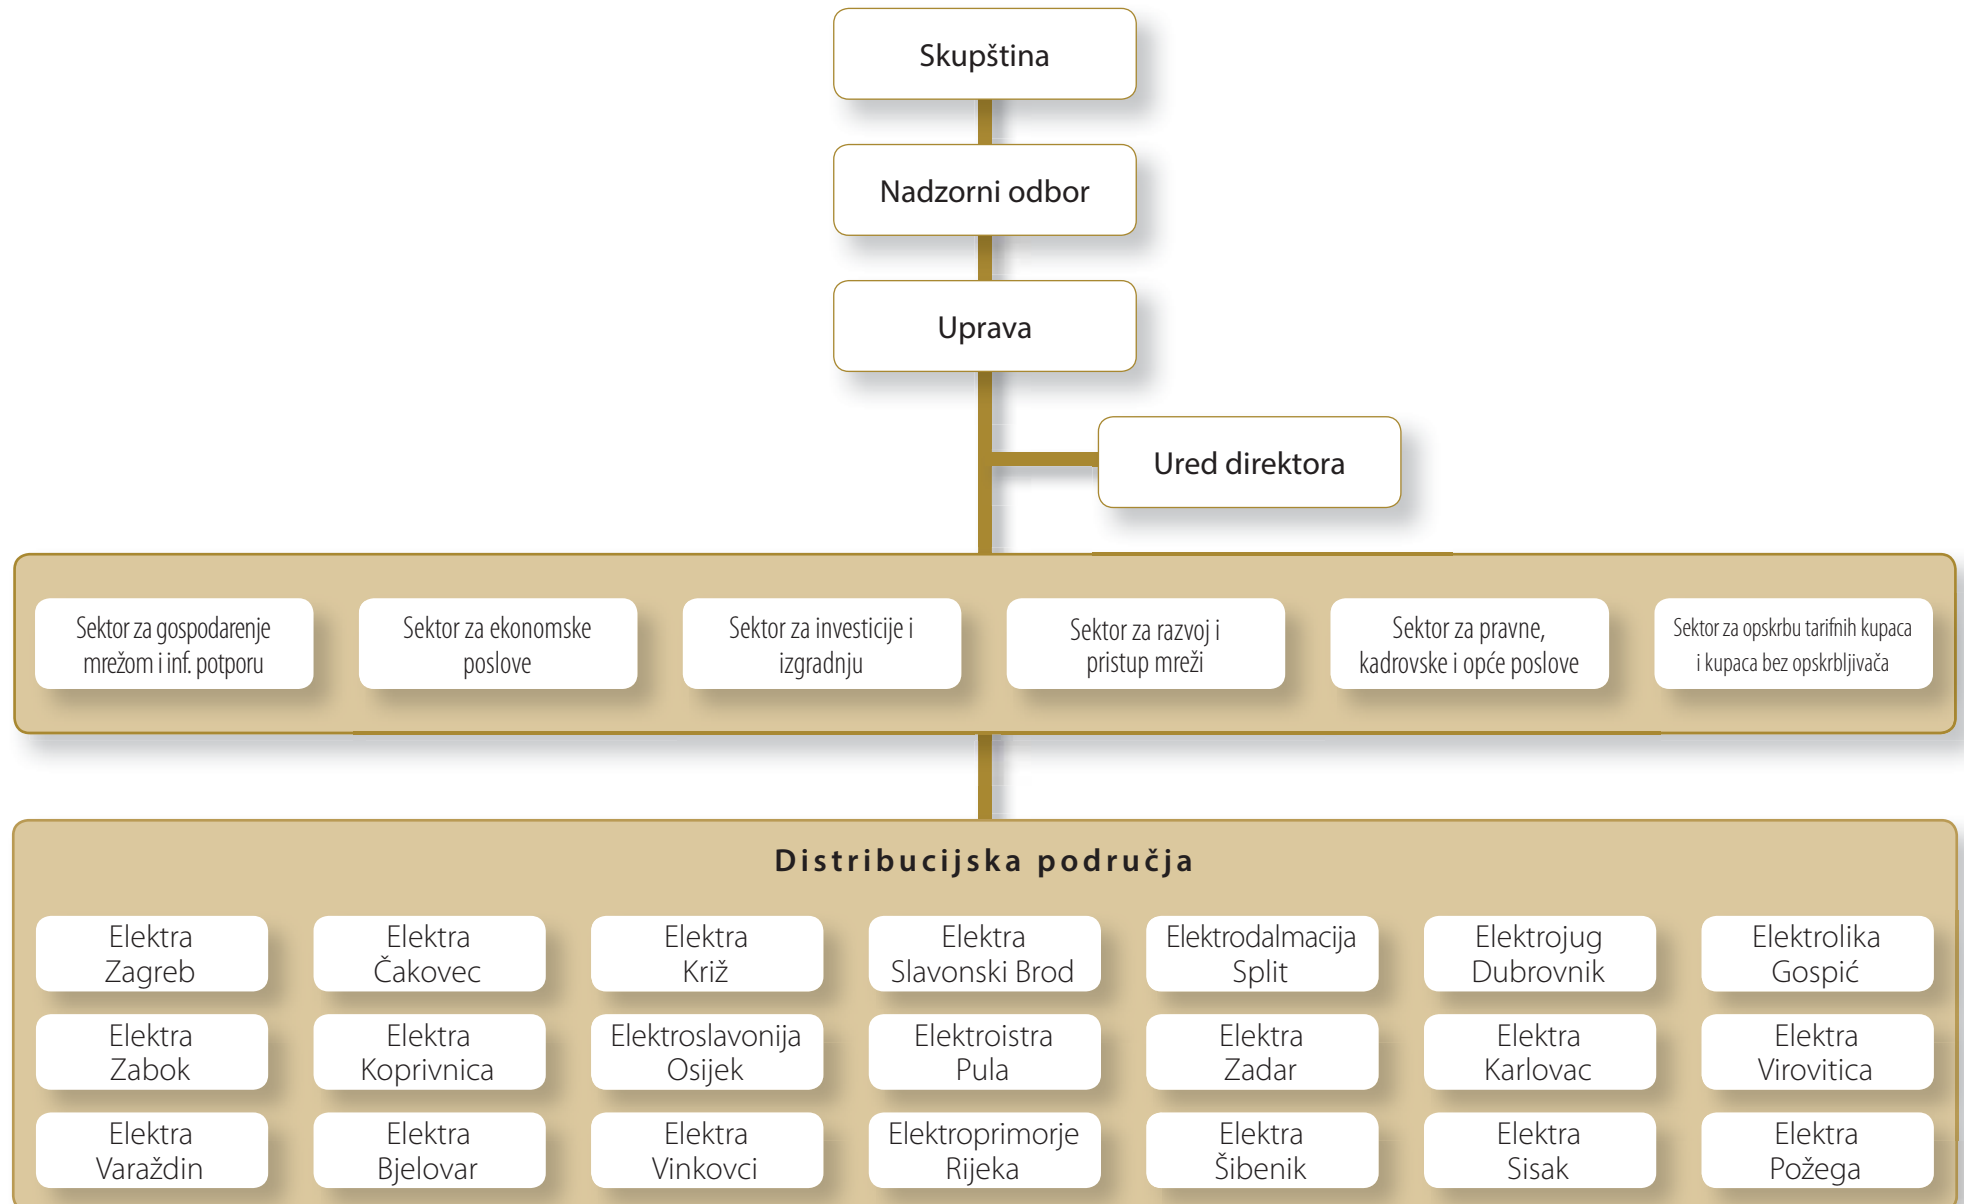 Skupština
Nadzorni odbor
Uprava
Ured direktora
Sektor za gospodarenje
mrežom i inf. potporu
Sektor za ekonomske
poslove
Sektor za investicije i
izgradnju
Sektor za razvoj i
pristup mreži
Sektor za pravne,
kadrovske i opće poslove
Sektor za opskrbu tarifnih kupaca
i kupaca bez opskrbljivača
Distribucijska područja
Elektra
Zagreb
Elektra
Čakovec
Elektra
Križ
Elektra
Slavonski Brod
Elektrodalmacija
Split
Elektrojug
Dubrovnik
Elektrolika
Gospić
Elektra
Zabok
Elektra
Koprivnica
Elektroslavonija
Osijek
Elektroistra
Pula
Elektra
Zadar
Elektra
Karlovac
Elektra
Virovitica
Elektra
Varaždin
Elektra
Bjelovar
Elektra
Vinkovci
Elektroprimorje
Rijeka
Elektra
Šibenik
Elektra
Sisak
Elektra
Požega